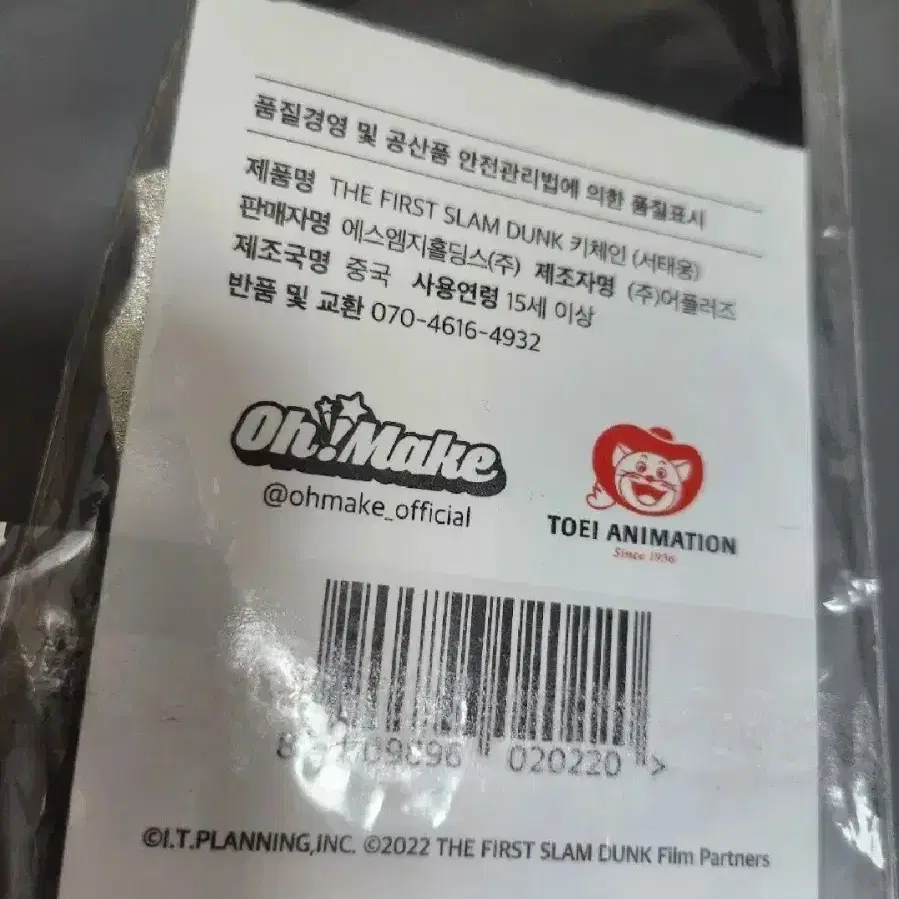 품질경영 및 공산품 안전관리법에 의한 품질표시
제품명 THE FIRST SLAM DUNK 키체인 (서태웅)
판매자명 에스엠지홀딩스(주) 제조자명 (주)어플러즈
제조국명 중국 사용연령 15세 이상
반품 및 교환 070-4616-4932
Oh!Make
@ohmake_official
TOEI ANIMATION
Since 1956
020220 >
©I.T.PLANNING,INC. ©2022 THE FIRST SLAM DUNK Film Partners